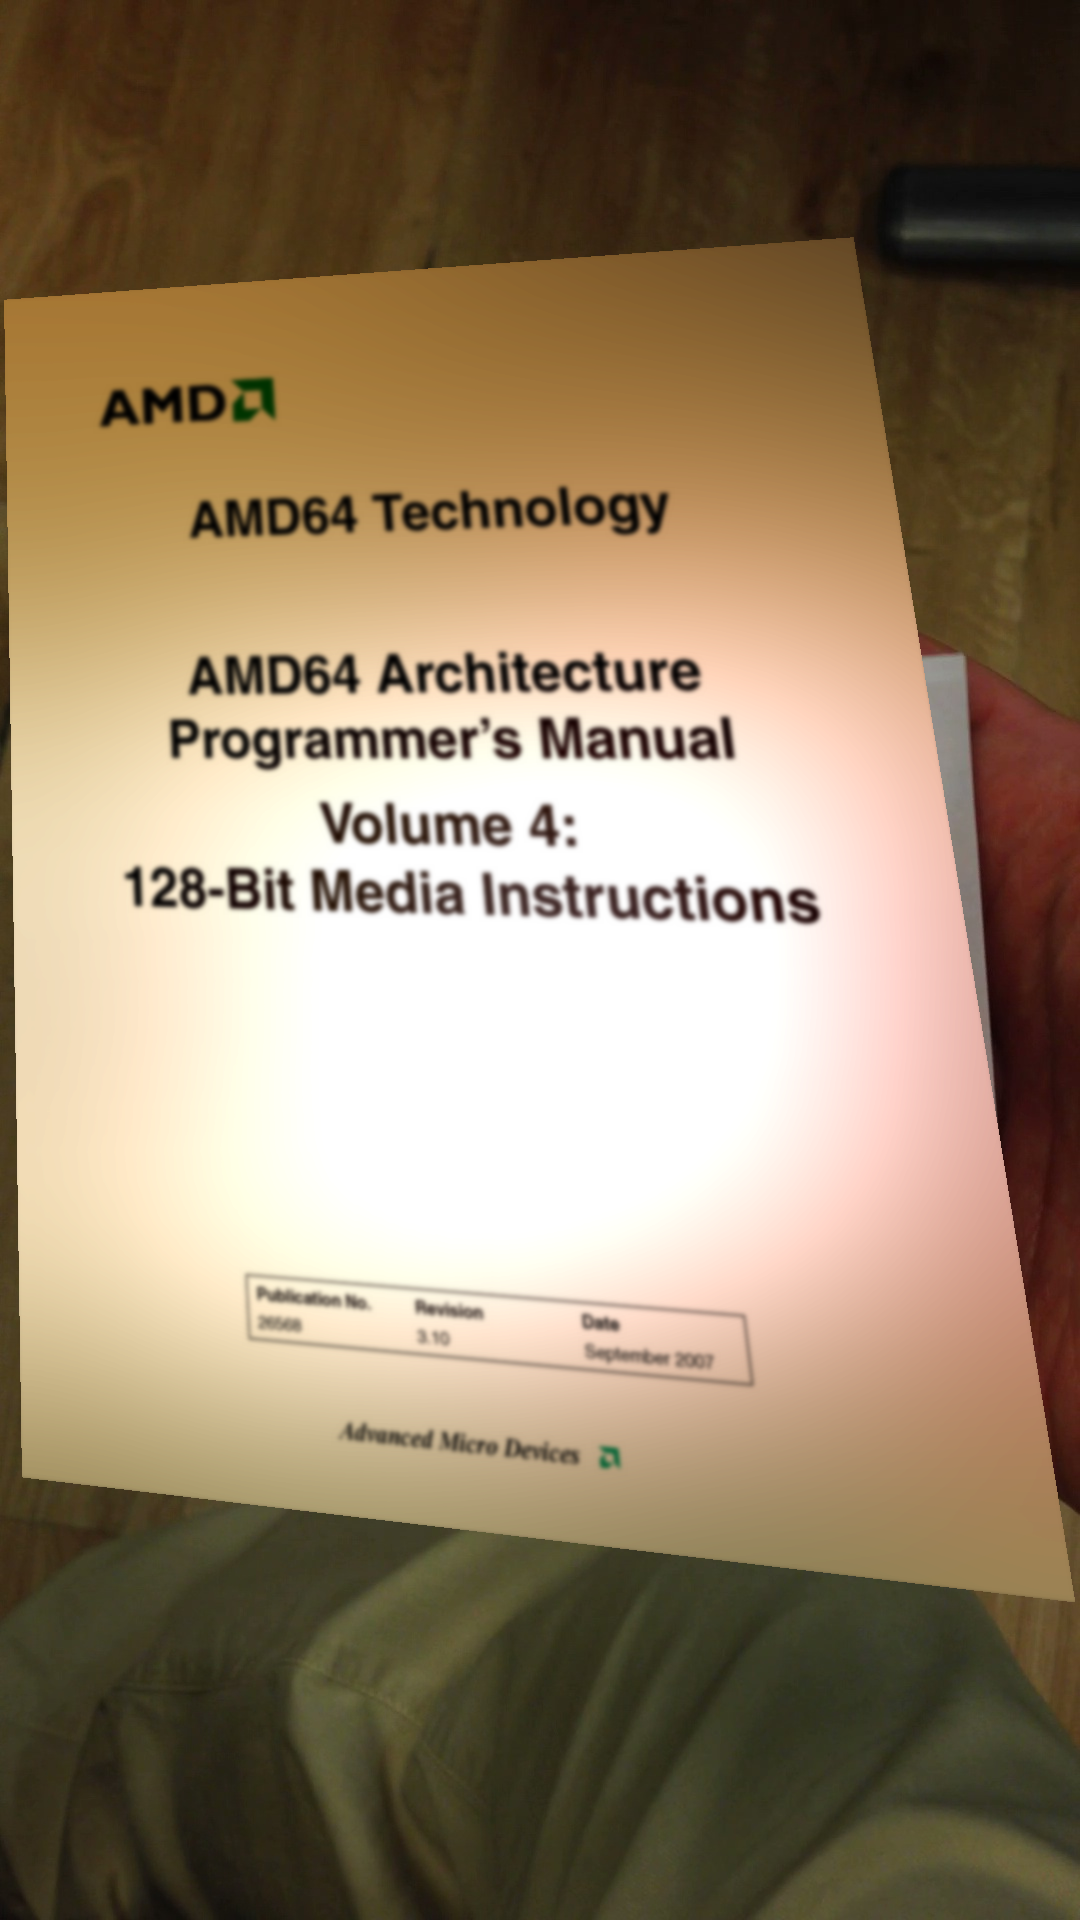 AMD
AMD64 Technology
AMD64 Architecture
Programmer's Manual
Volume 4:
128-Bit Media Instructions
Publication No. Revision Date
26568 3.10 September 2007
Advanced Micro Devices